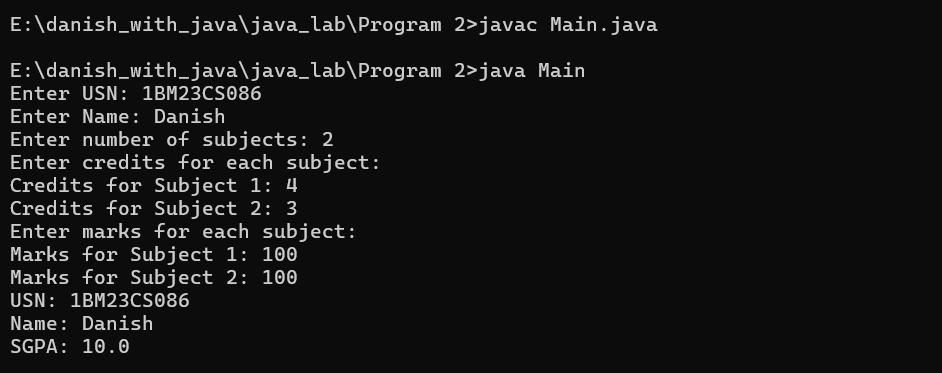 E:\danish_with_java\java_lab\Program 2>javac Main.java
E:\danish_with_java\java_lab\Program 2>java Main
Enter USN: 1BM23CS086
Enter Name: Danish
Enter number of subjects: 2
Enter credits for each subject:
Credits for Subject 1: 4
Credits for Subject 2: 3
Enter marks for each subject:
Marks for Subject 1: 100
Marks for Subject 2: 100
USN: 1BM23CS086
Name: Danish
SGPA: 10.0